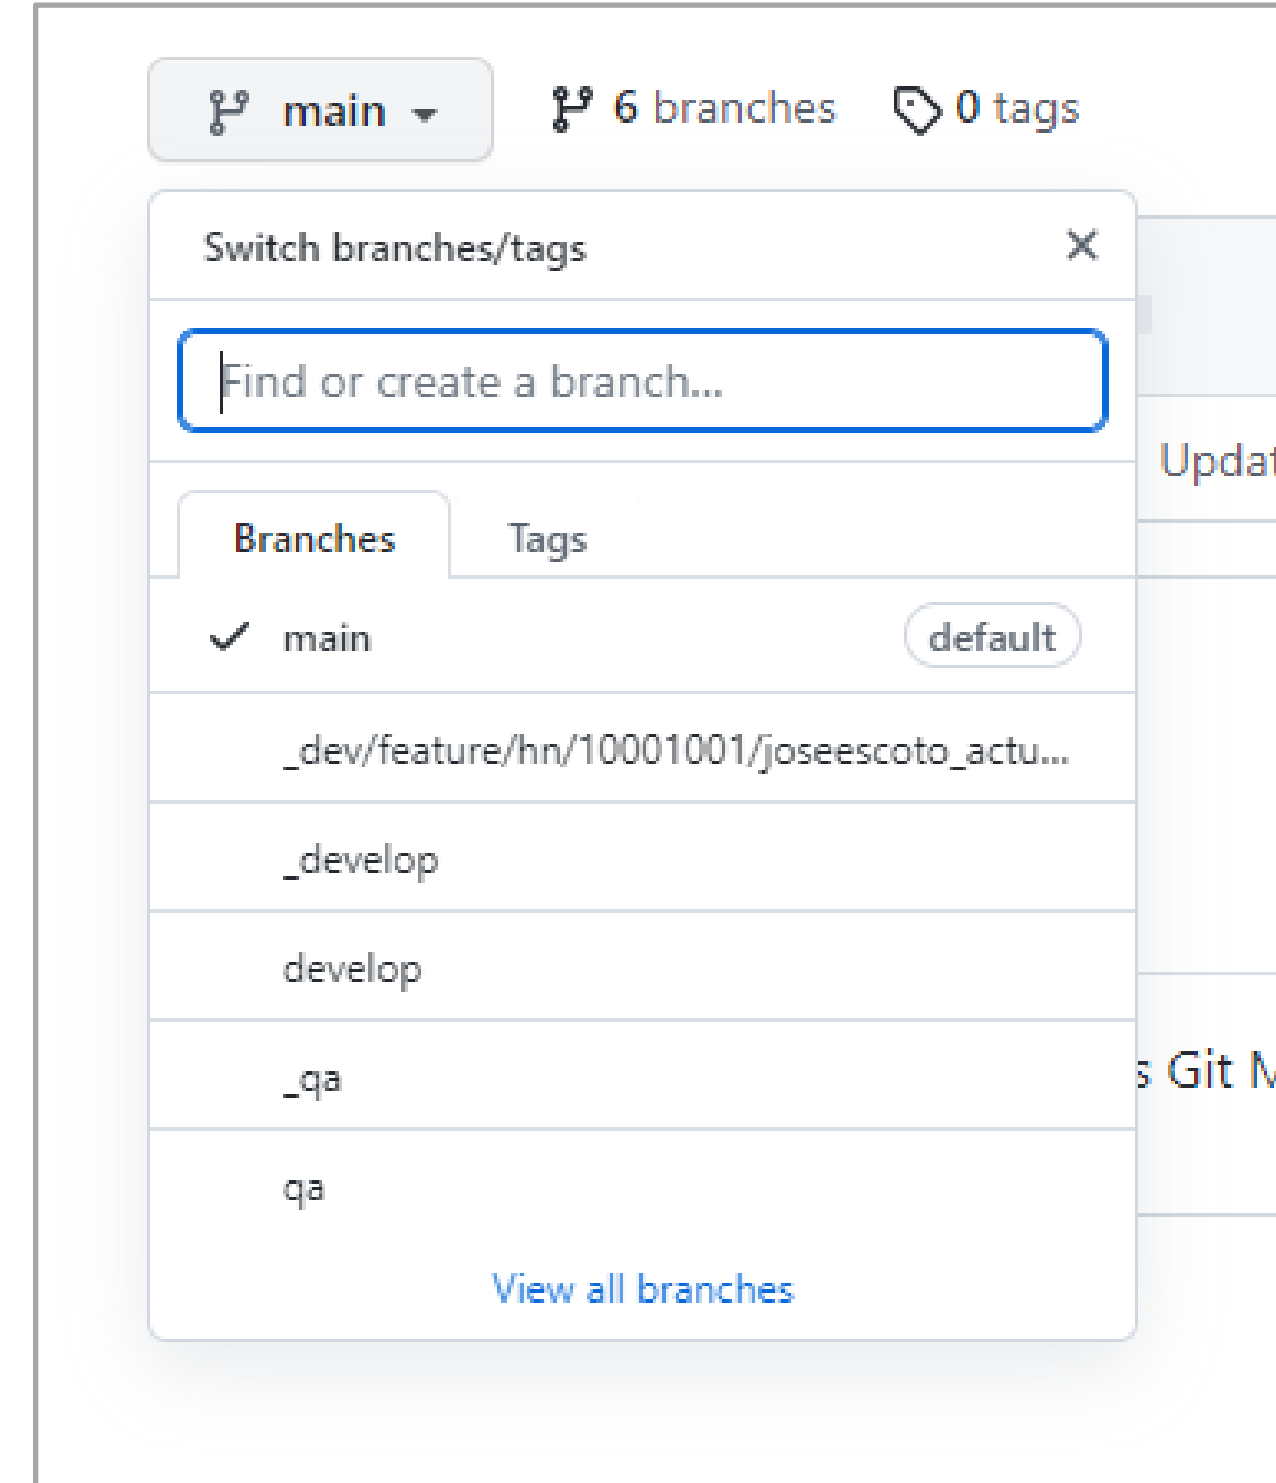 main 6 branches 0 tags
Switch branches/tags
Find or create a branch...
Updat
Branches Tags
main default
_dev/feature/hn/10001001/joseescoto_actu...
_develop
develop
_qa
s Git M
qa
View all branches